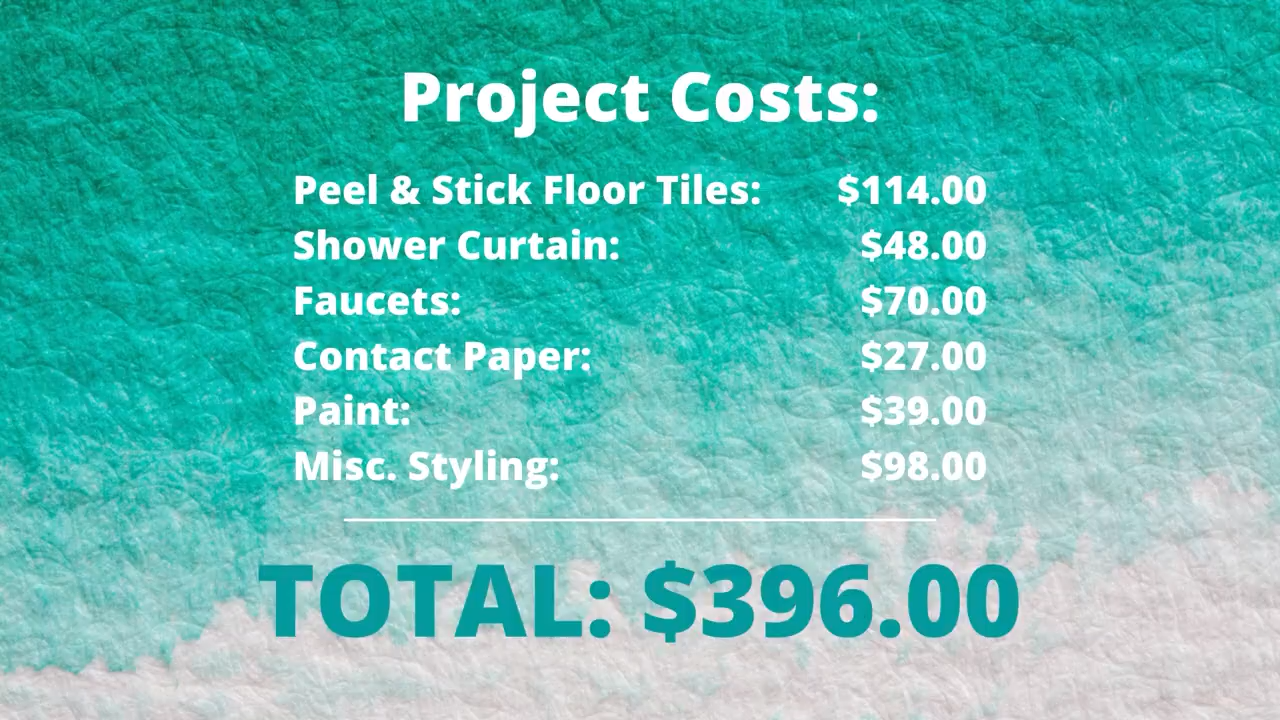 Project Costs:
Peel & Stick Floor Tiles: $114.00
Shower Curtain: $48.00
Faucets: $70.00
Contact Paper: $27.00
Paint: $39.00
Misc. Styling: $98.00
TOTAL: $396.00